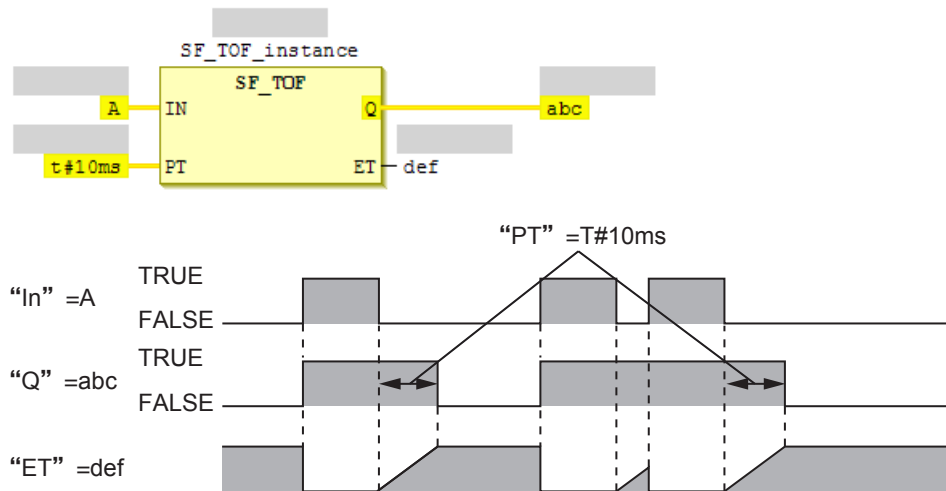 SF_TOF_instance
SF_TOF
A IN Q abc
t#10ms PT ET def
“PT” =T#10ms
TRUE
“In” =A
FALSE
TRUE
“Q” =abc
FALSE
“ET” =def